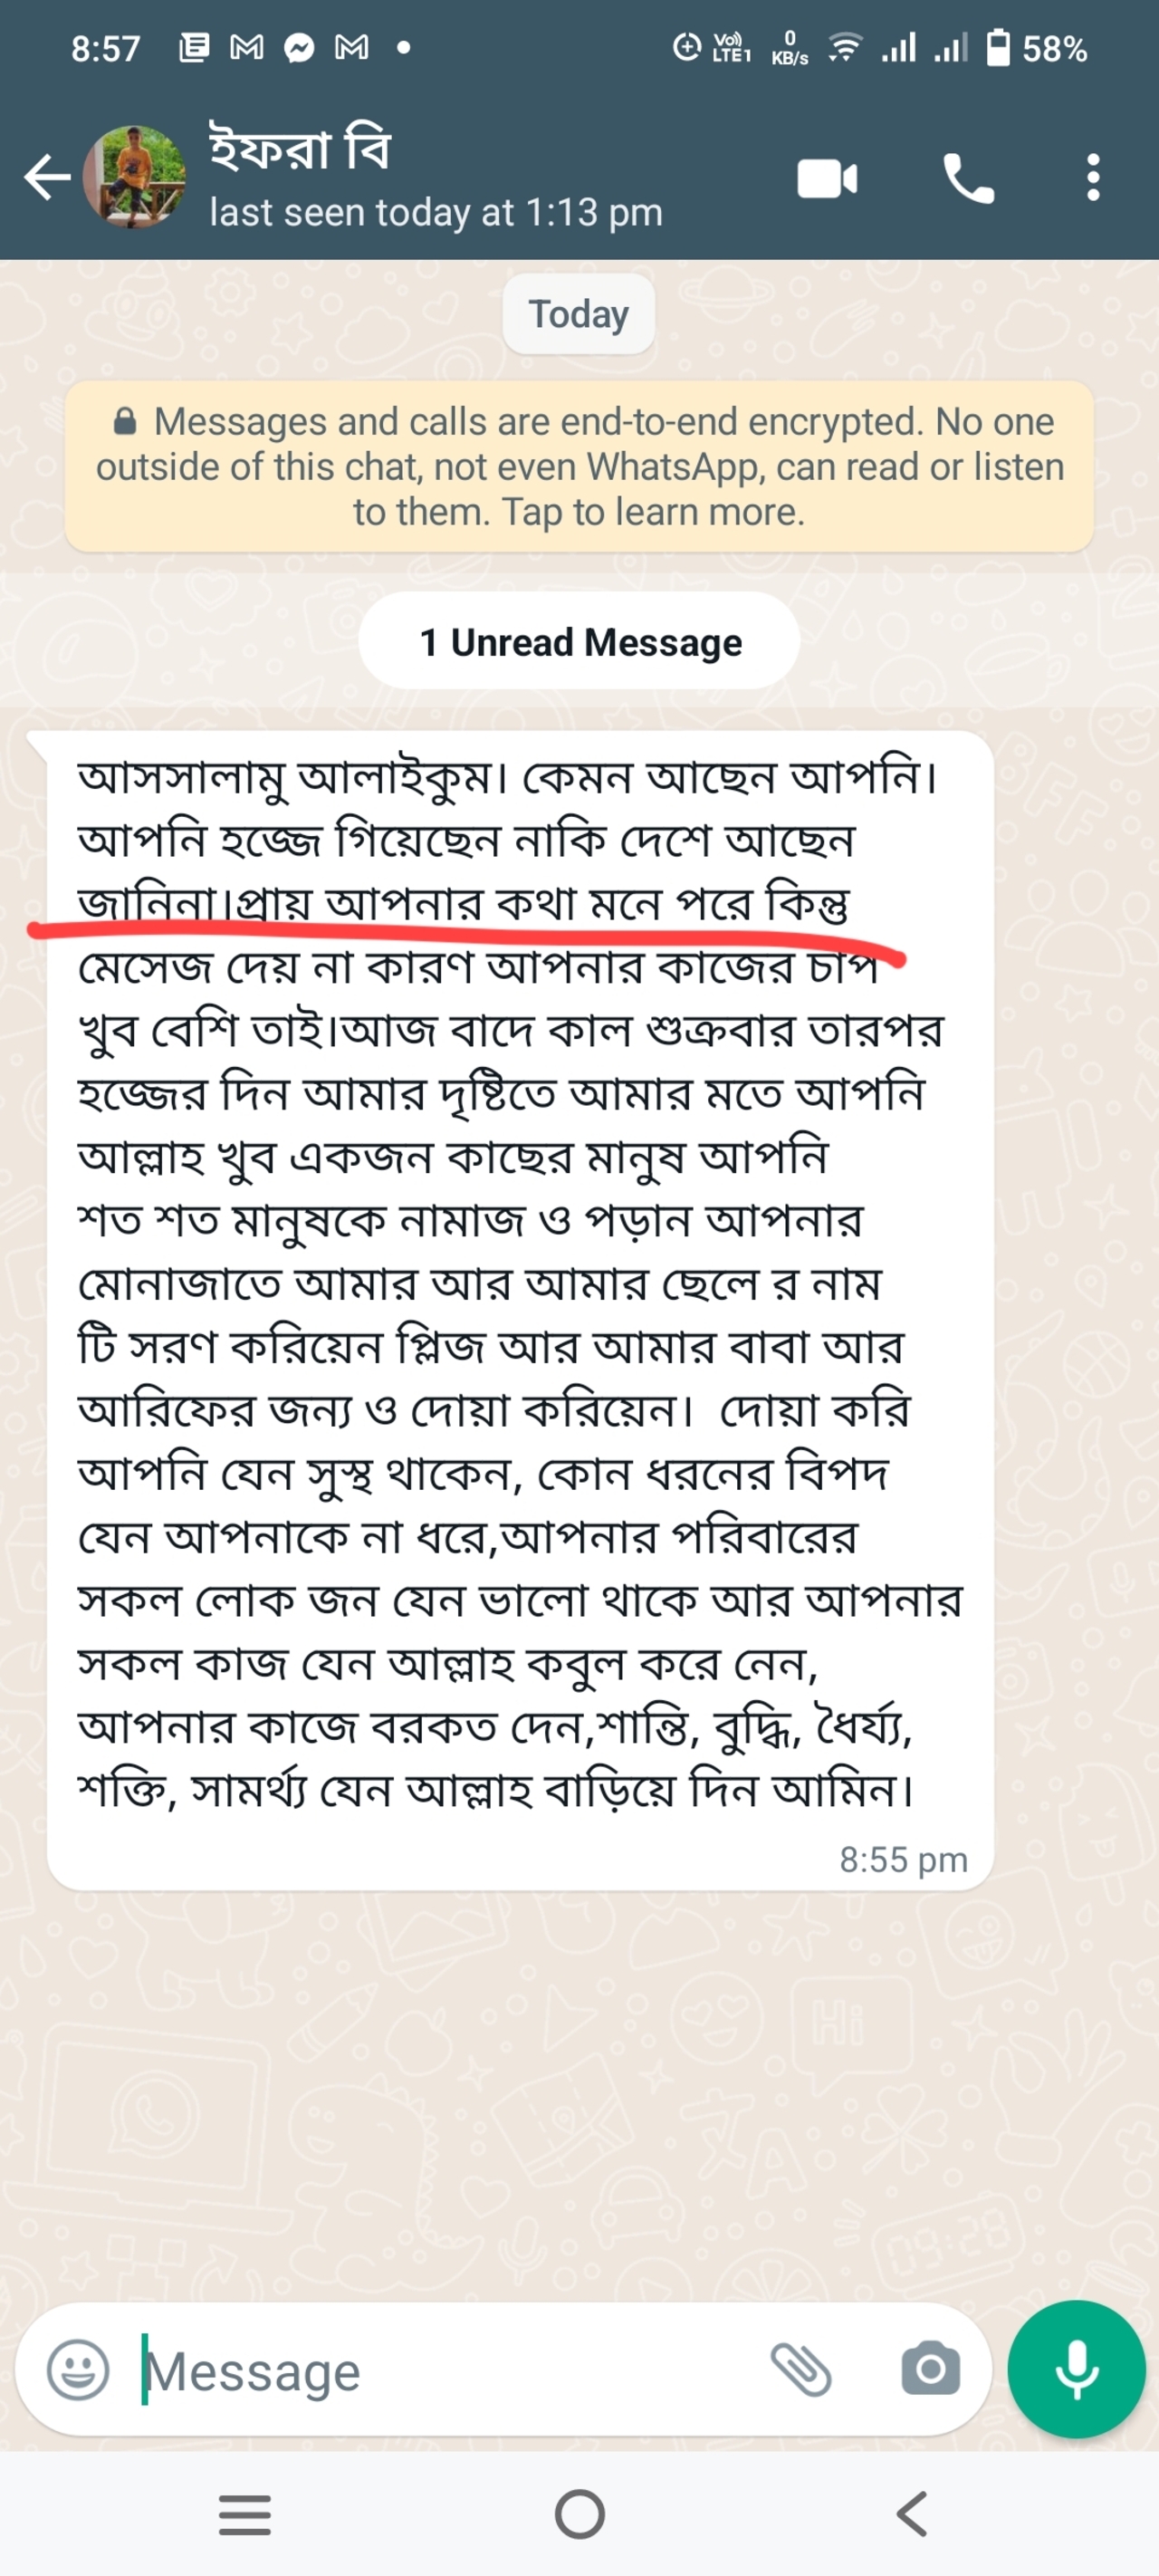 8:57
Vo))
LTE1
0
KB/s
58%
ইফরা বি
last seen today at 1:13 pm
Today
Messages and calls are end-to-end encrypted. No one
outside of this chat, not even WhatsApp, can read or listen
to them. Tap to learn more.
1 Unread Message
আসসালামু আলাইকুম। কেমন আছেন আপনি।
আপনি হজ্জে গিয়েছেন নাকি দেশে আছেন
জানিনা।প্রায় আপনার কথা মনে পরে কিন্তু
মেসেজ দেয় না কারণ আপনার কাজের চাপ
খুব বেশি তাই।আজ বাদে কাল শুক্রবার তারপর
হজ্জের দিন আমার দৃষ্টিতে আমার মতে আপনি
আল্লাহ খুব একজন কাছের মানুষ আপনি
শত শত মানুষকে নামাজ ও পড়ান আপনার
মোনাজাতে আমার আর আমার ছেলে র নাম
টি সরণ করিয়েন প্লিজ আর আমার বাবা আর
আরিফের জন্য ও দোয়া করিয়েন।  দোয়া করি
আপনি যেন সুস্থ থাকেন, কোন ধরনের বিপদ
যেন আপনাকে না ধরে,আপনার পরিবারের
সকল লোক জন যেন ভালো থাকে আর আপনার
সকল কাজ যেন আল্লাহ কবুল করে নেন,
আপনার কাজে বরকত দেন,শান্তি, বুদ্ধি, ধৈর্য্য,
শক্তি, সামর্থ্য যেন আল্লাহ বাড়িয়ে দিন আমিন।
8:55 pm
Message